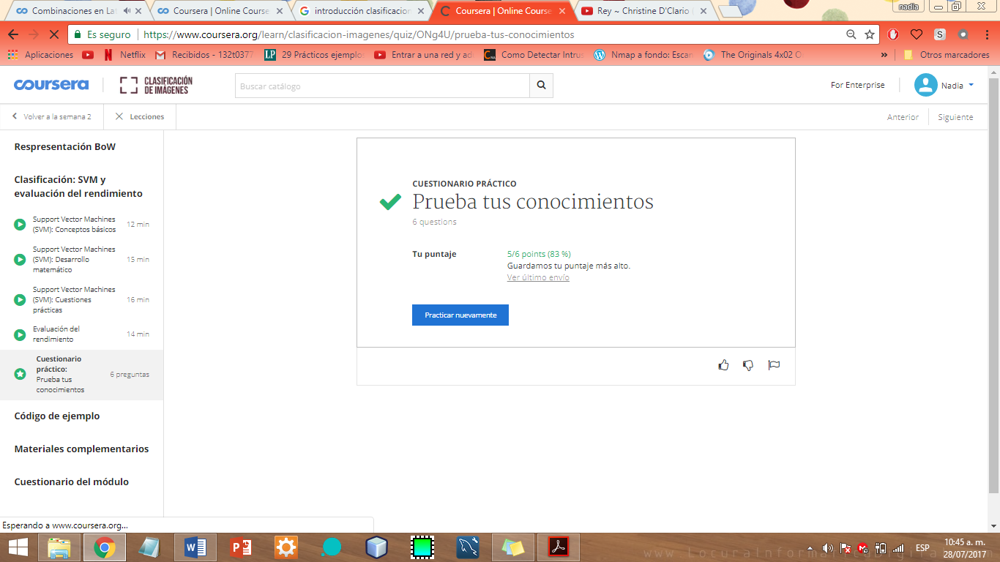 Combinaciones en Lat
Coursera | Online Course
introducción clasificacion
Coursera | Online Course
Rey ~ Christine D'Clario
nadia
Es seguro
https://www.coursera.org/learn/clasificacion-imagenes/quiz/ONg4U/prueba-tus-conocimientos
Aplicaciones
Netflix
Recibidos - 132t0377
29 Prácticos ejemplo
Entrar a una red y ad
Como Detectar Intrus
Nmap a fondo: Escan
The Originals 4x02 O
»
Otros marcadores
coursera
CLASIFICACIÓN
DE IMÁGENES
Buscar catálogo
For Enterprise
Nadia
Volver a la semana 2
Lecciones
Anterior
Siguiente
Respresentación BoW
Clasificación: SVM y
evaluación del rendimiento
Support Vector Machines
(SVM): Conceptos básicos
12 min
Support Vector Machines
(SVM): Desarrollo
matemático
15 min
Support Vector Machines
(SVM): Cuestiones
prácticas
16 min
Evaluación del
rendimiento
14 min
Cuestionario
práctico:
Prueba tus
conocimientos
6 preguntas
Código de ejemplo
Materiales complementarios
Cuestionario del módulo
CUESTIONARIO PRÁCTICO
Prueba tus conocimientos
6 questions
Tu puntaje
5/6 points (83 %)
Guardamos tu puntaje más alto.
Ver último envío
Practicar nuevamente
Esperando a www.coursera.org...
ESP
10:45 a. m.
28/07/2017